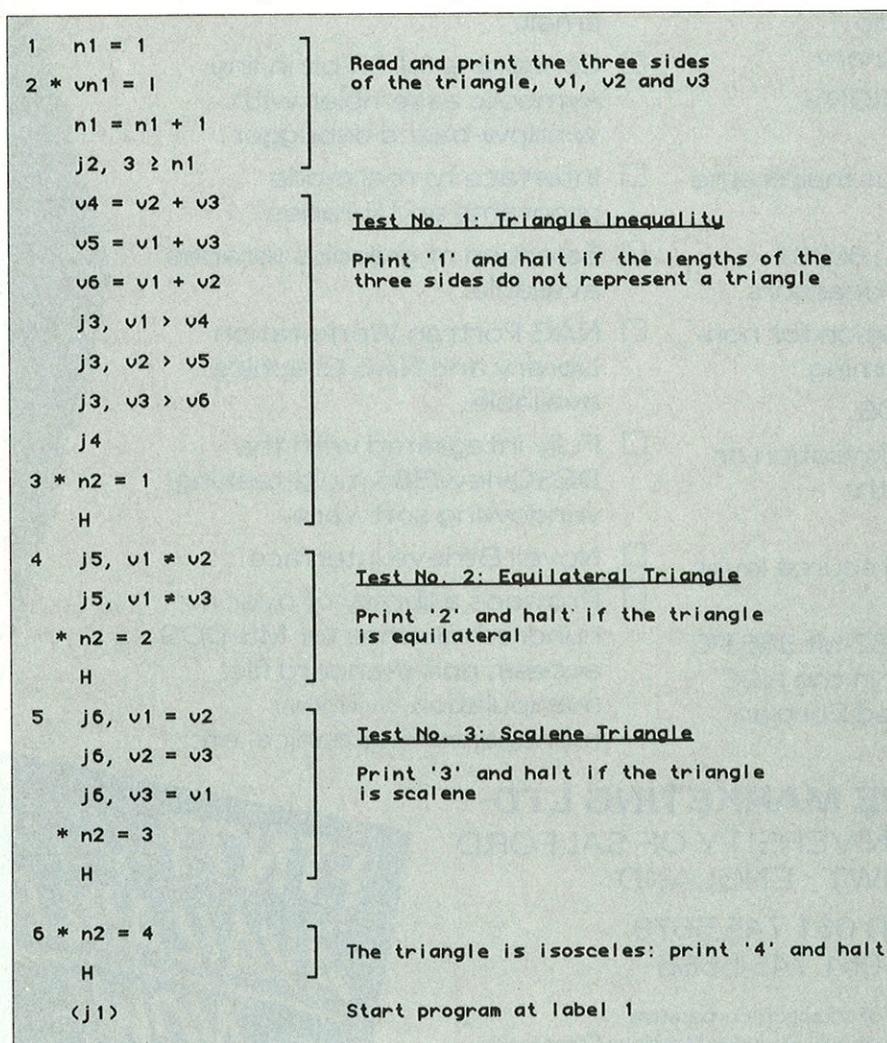 1 n1 = 1
2 * vn1 = I
n1 = n1 + 1
j2, 3 ≥ n1
Read and print the three sides
of the triangle, v1, v2 and v3
v4 = v2 + v3
v5 = v1 + v3
v6 = v1 + v2
j3, v1 > v4
j3, v2 > v5
j3, v3 > v6
j4
3 * n2 = 1
H
Test No. 1: Triangle Inequality
Print '1' and halt if the lengths of the
three sides do not represent a triangle
4 j5, v1 ≠ v2
j5, v1 ≠ v3
* n2 = 2
H
Test No. 2: Equilateral Triangle
Print '2' and halt if the triangle
is equilateral
5 j6, v1 = v2
j6, v2 = v3
j6, v3 = v1
* n2 = 3
H
Test No. 3: Scalene Triangle
Print '3' and halt if the triangle
is scalene
6 * n2 = 4
H
The triangle is isosceles: print '4' and halt
(j1)
Start program at label 1